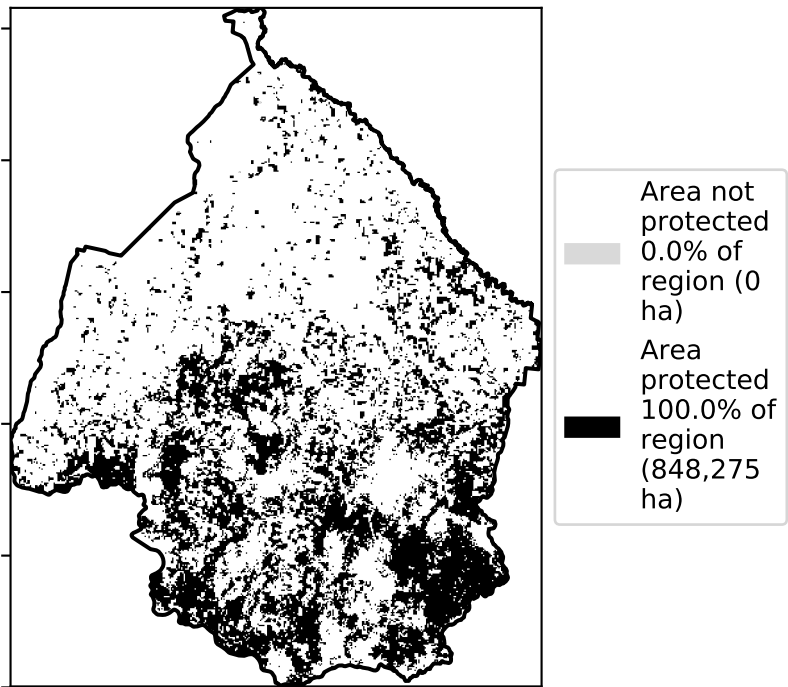 Area not
protected
0.0% of
region (0
ha)
Area
protected
100.0% of
region
(848,275
ha)